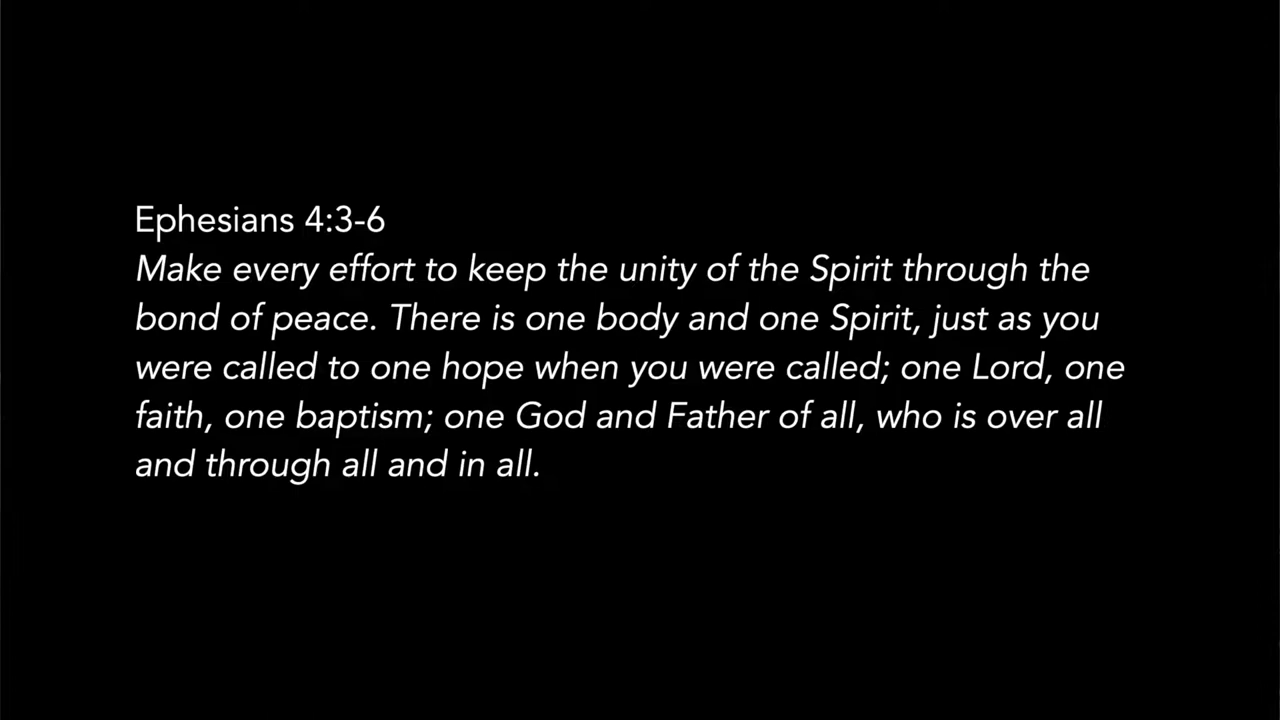 Ephesians 4:3-6
Make every effort to keep the unity of the Spirit through the
bond of peace. There is one body and one Spirit, just as you
were called to one hope when you were called; one Lord, one
faith, one baptism; one God and Father of all, who is over all
and through all and in all.